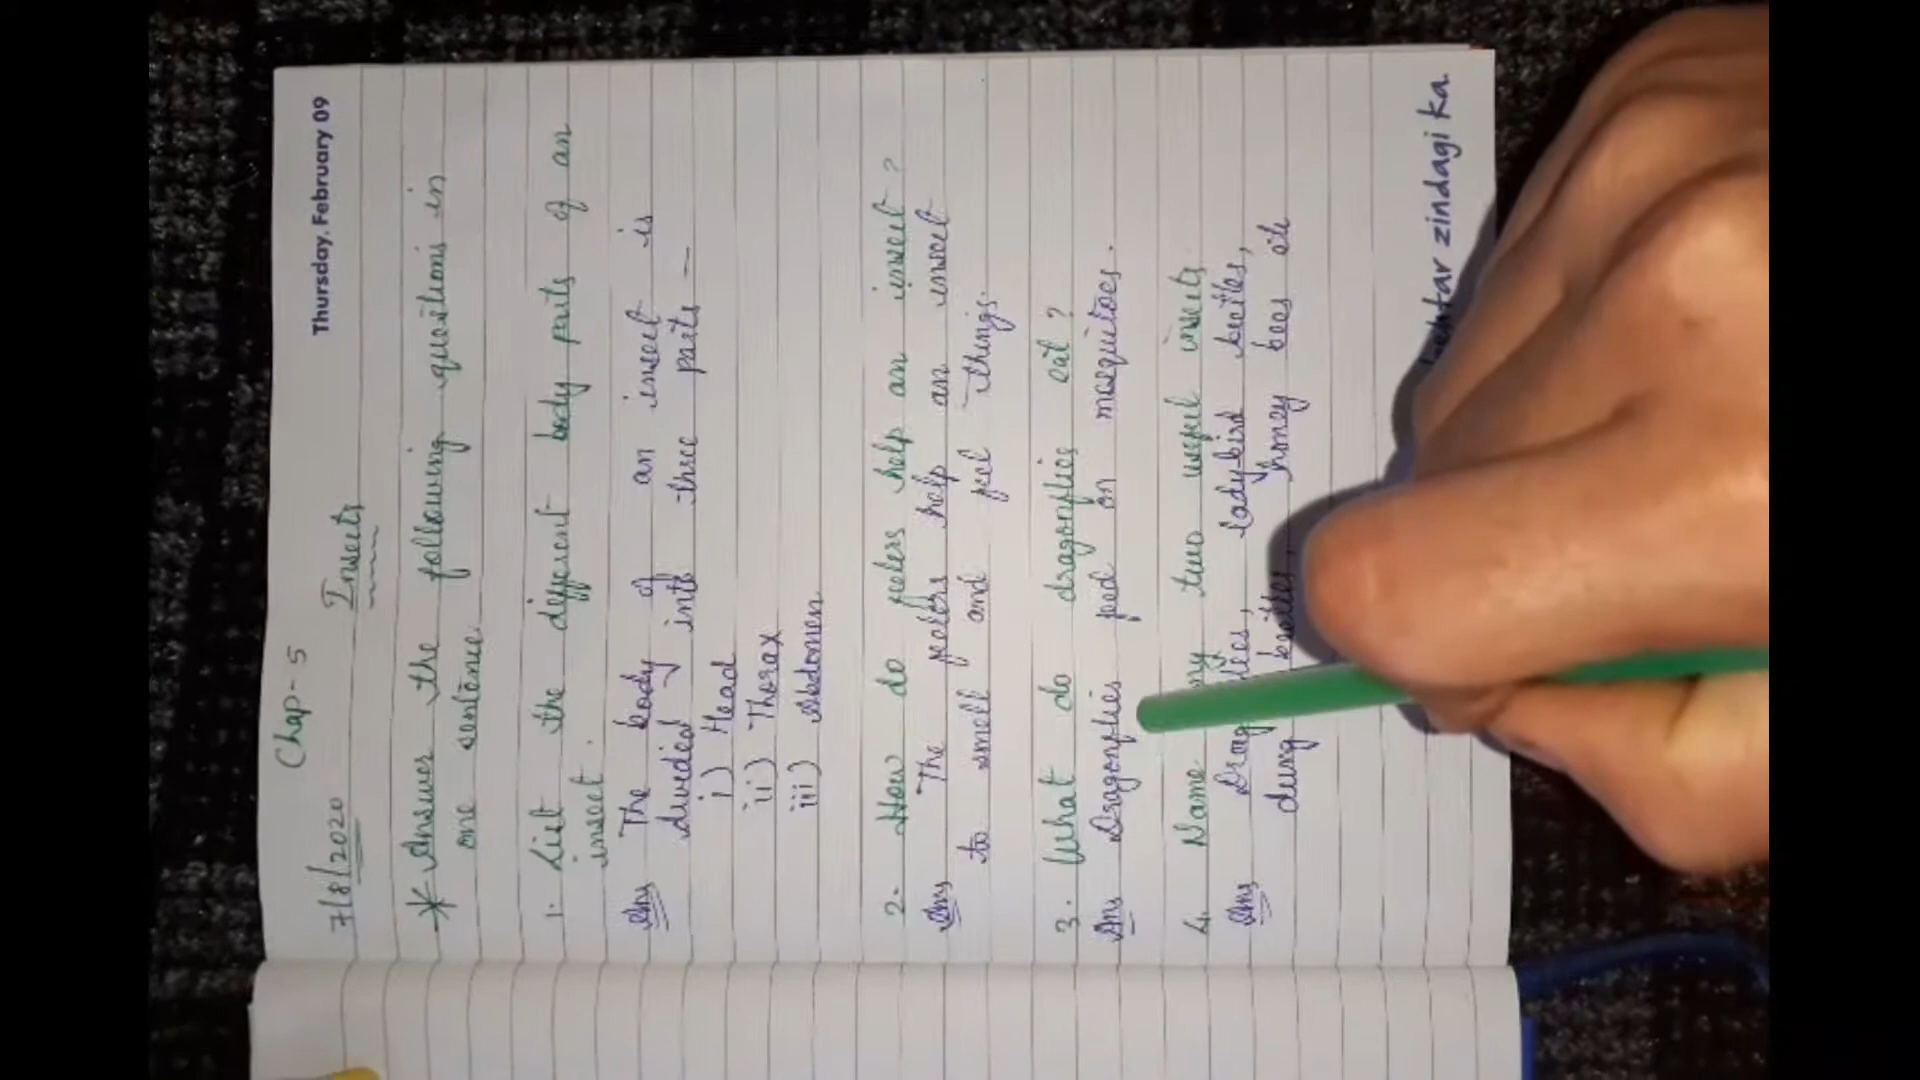 Thursday, February 09
Chap - 5
7/8/2020 Insects
* Answer the following questions in
one sentence.
1. List the different body parts of an
insect.
Ans The body of an insect is
divided into three parts -
i) Head
ii) Thorax
iii) Abdomen
2. How do feelers help an insect?
Ans The feelers help an insect
to smell and feel things.
3. What do dragonflies eat?
Ans Dragonflies feed on mosquitoes.
4. Name two useful insects
Ans ladybird beetles,
dung beetles, honey bees etc
zindagi ka